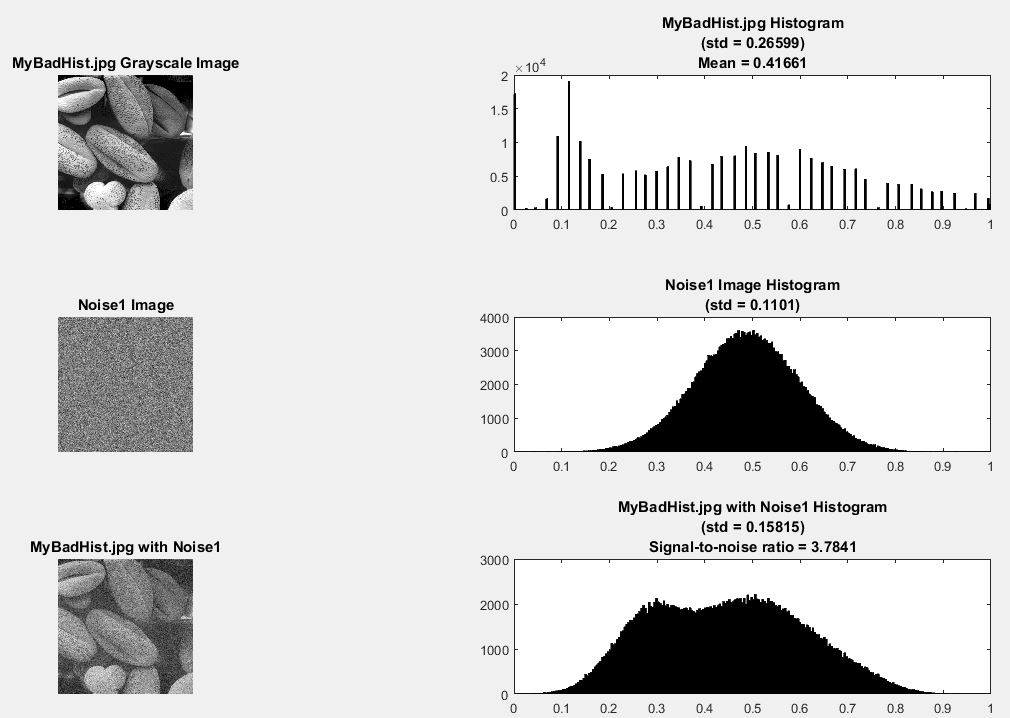 MyBadHist.jpg Grayscale Image
MyBadHist.jpg Histogram
(std = 0.26599)
Mean = 0.41661
×10^4
2
1.5
1
0.5
0
0 0.1 0.2 0.3 0.4 0.5 0.6 0.7 0.8 0.9 1
Noise1 Image
Noise1 Image Histogram
(std = 0.1101)
4000
3000
2000
1000
0
0 0.1 0.2 0.3 0.4 0.5 0.6 0.7 0.8 0.9 1
MyBadHist.jpg with Noise1
MyBadHist.jpg with Noise1 Histogram
(std = 0.15815)
Signal-to-noise ratio = 3.7841
3000
2000
1000
0
0 0.1 0.2 0.3 0.4 0.5 0.6 0.7 0.8 0.9 1